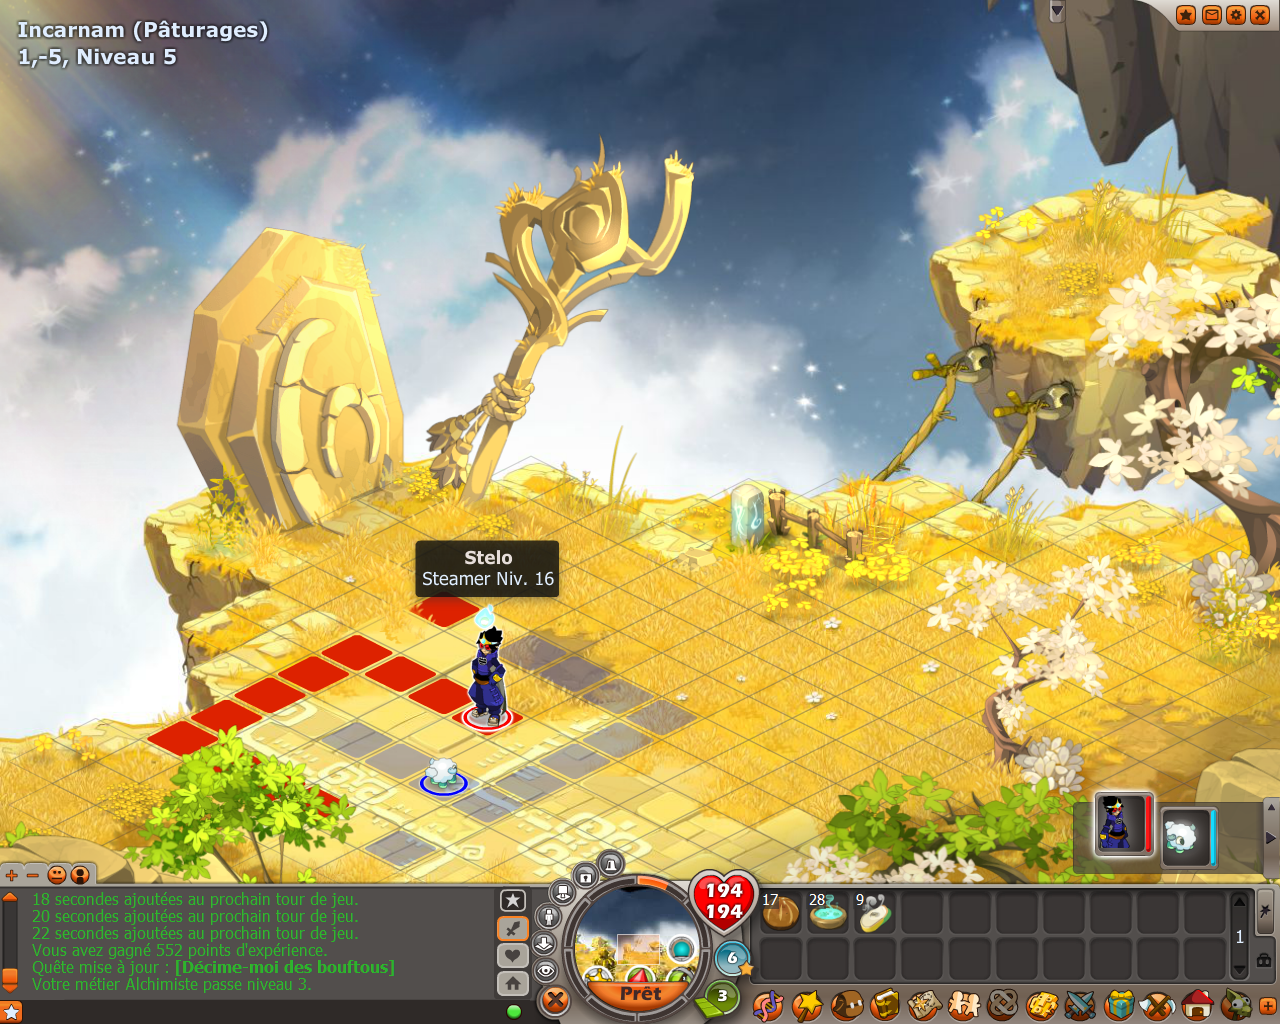 Incarnam (Pâturages)
1,-5, Niveau 5
Stelo
Steamer Niv. 16
18 secondes ajoutées au prochain tour de jeu.
20 secondes ajoutées au prochain tour de jeu.
22 secondes ajoutées au prochain tour de jeu.
Vous avez gagné 552 points d'expérience.
Quête mise à jour : [Décime-moi des bouftous]
Votre métier Alchimiste passe niveau 3.
194
194
6
3
Prêt
17 28 9
1